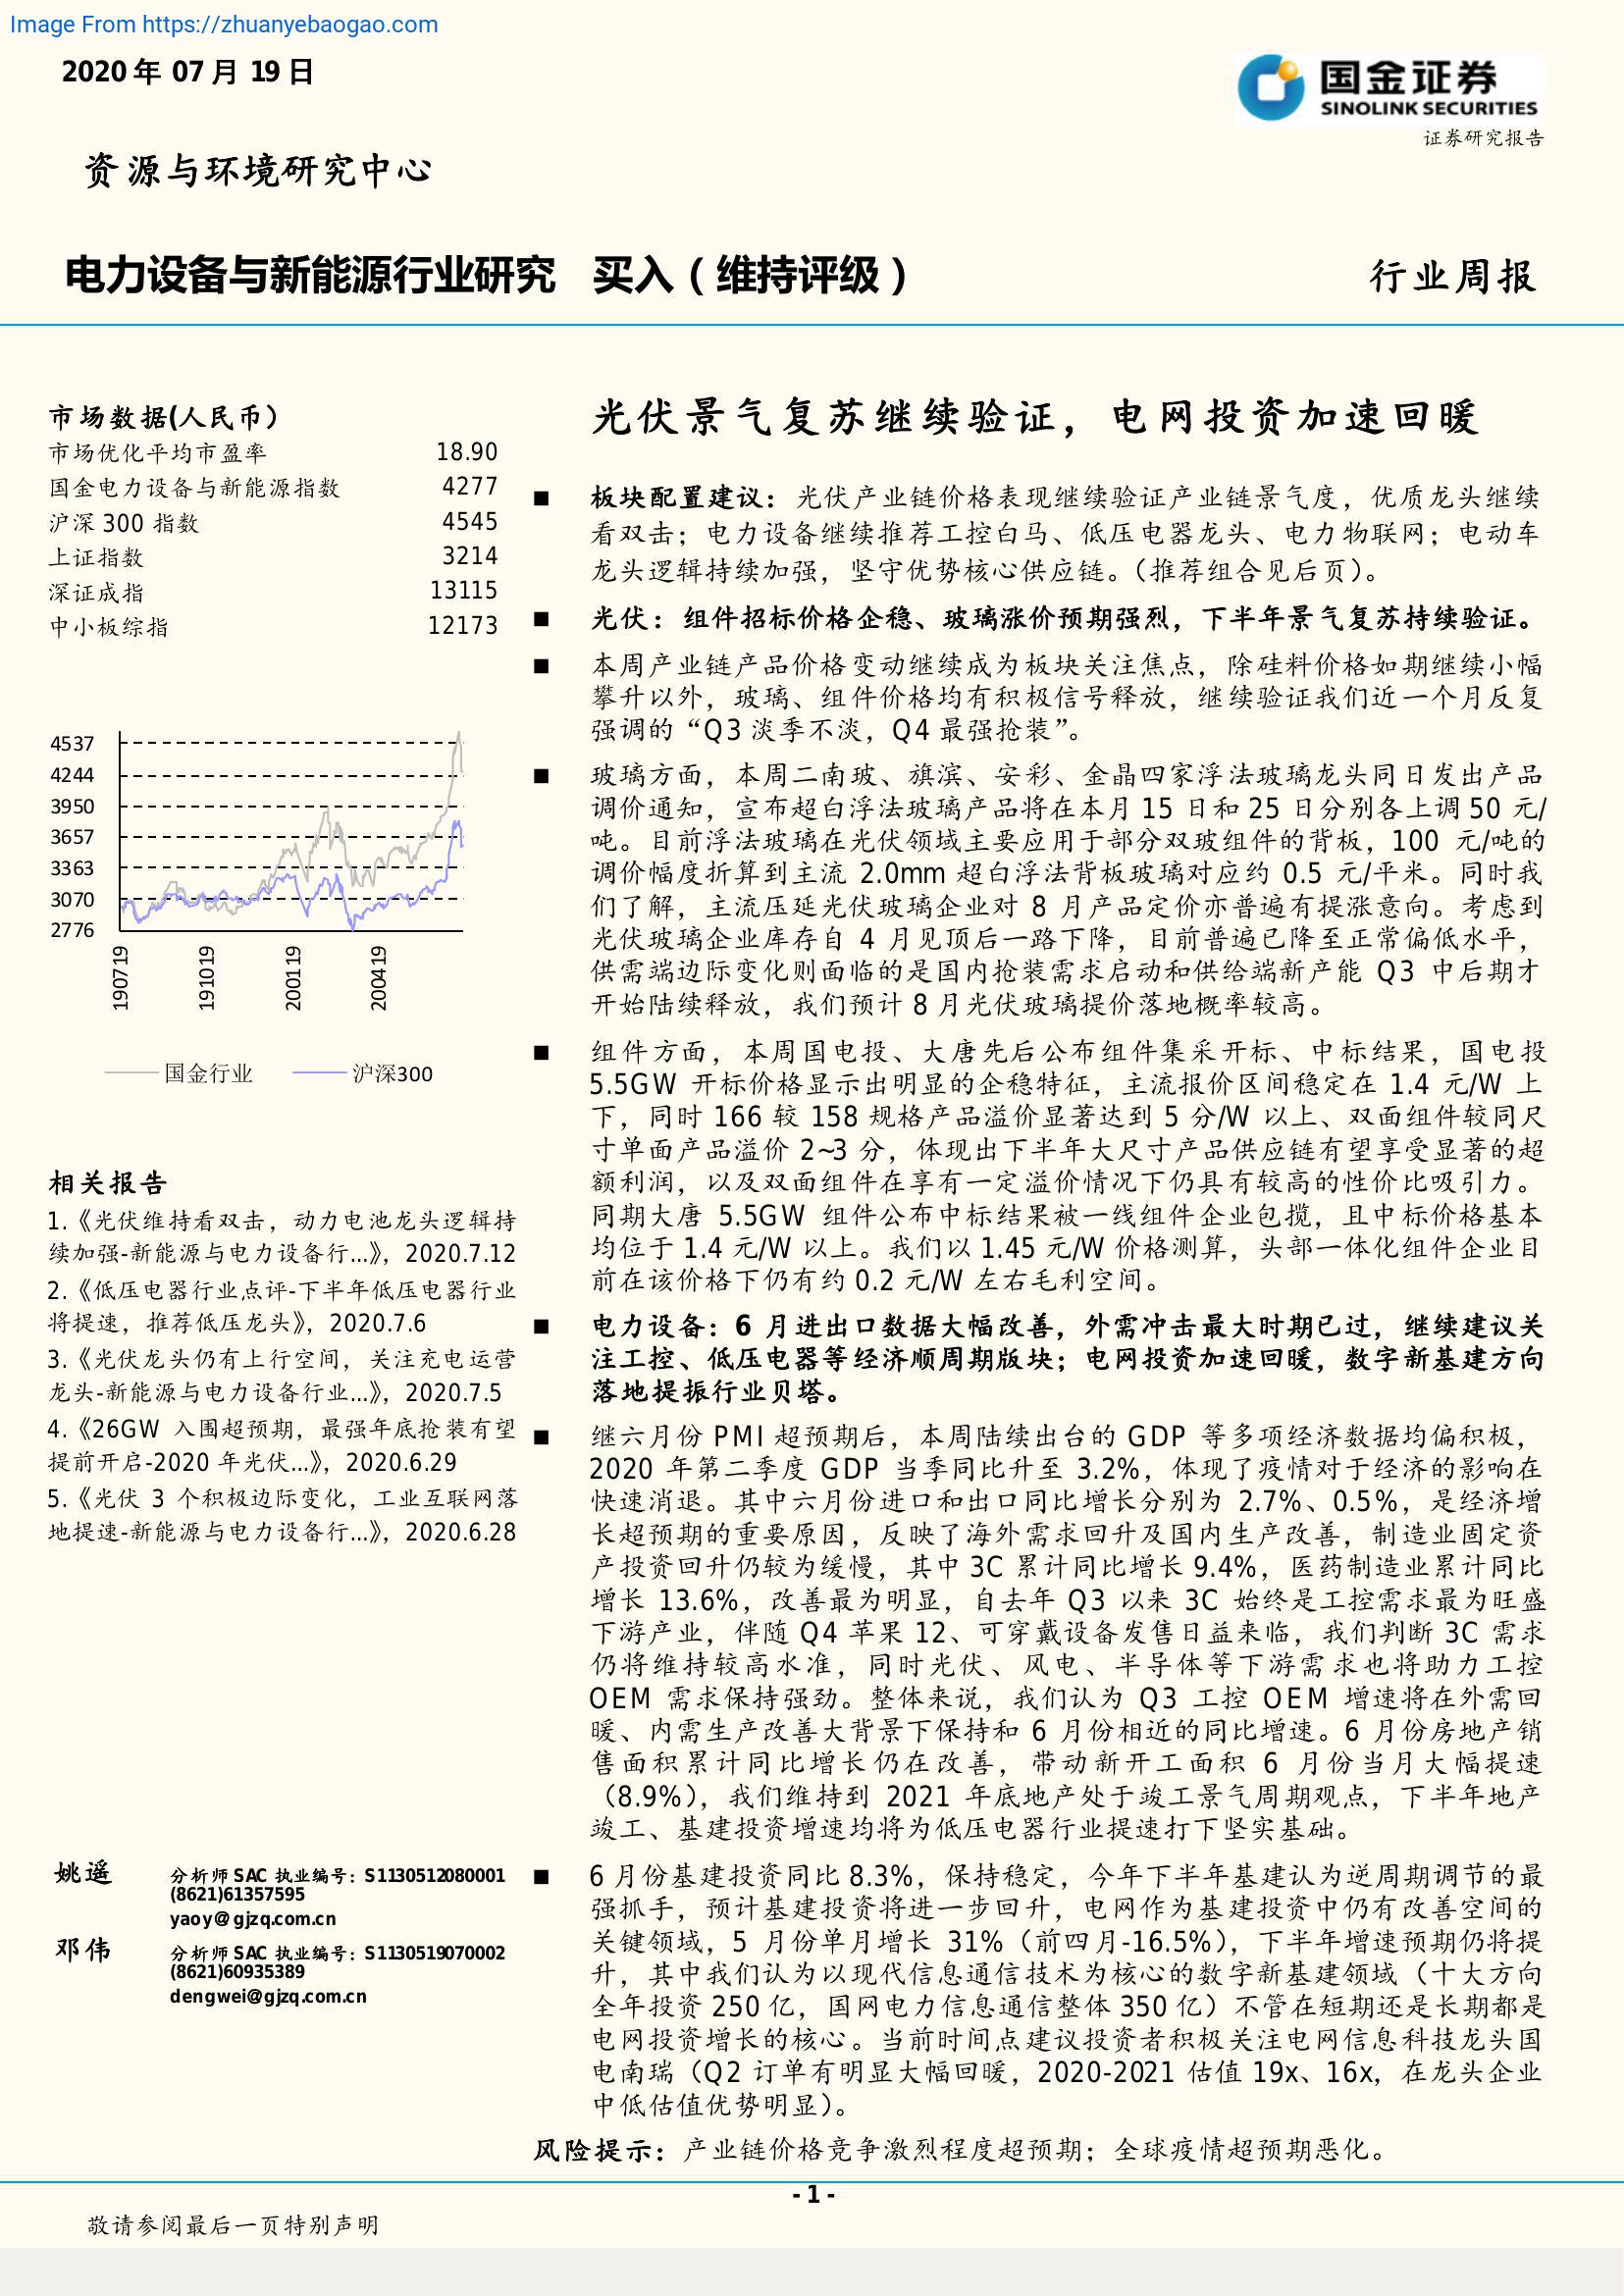 Image From https://zhuanyebaogao.com
2020 年 07 月 19 日
国金证券
SINOLINK SECURITIES
证券研究报告
资源与环境研究中心
电力设备与新能源行业研究 买入（维持评级）
行业周报
市场数据(人民币）
市场优化平均市盈率 18.90
国金电力设备与新能源指数 4277
沪深 300 指数 4545
上证指数 3214
深证成指 13115
中小板综指 12173
4537
4244
3950
3657
3363
3070
2776
190719
191019
200119
200419
国金行业 沪深300
相关报告
1.《光伏维持看双击，动力电池龙头逻辑持
续加强-新能源与电力设备行...》，2020.7.12
2.《低压电器行业点评-下半年低压电器行业
将提速，推荐低压龙头》，2020.7.6
3.《光伏龙头仍有上行空间，关注充电运营
龙头-新能源与电力设备行业...》，2020.7.5
4.《26GW 入围超预期，最强年底抢装有望
提前开启-2020 年光伏...》，2020.6.29
5.《光伏 3 个积极边际变化，工业互联网落
地提速-新能源与电力设备行...》，2020.6.28
姚遥 分析师 SAC 执业编号：S1130512080001
(8621)61357595
yaoy＠gjzq.com.cn
邓伟 分析师 SAC 执业编号：S1130519070002
(8621)60935389
dengwei@gjzq.com.cn
光伏景气复苏继续验证，电网投资加速回暖
■ 板块配置建议：光伏产业链价格表现继续验证产业链景气度，优质龙头继续
看双击；电力设备继续推荐工控白马、低压电器龙头、电力物联网；电动车
龙头逻辑持续加强，坚守优势核心供应链。（推荐组合见后页）。
■ 光伏：组件招标价格企稳、玻璃涨价预期强烈，下半年景气复苏持续验证。
■ 本周产业链产品价格变动继续成为板块关注焦点，除硅料价格如期继续小幅
攀升以外，玻璃、组件价格均有积极信号释放，继续验证我们近一个月反复
强调的“Q3 淡季不淡，Q4 最强抢装”。
■ 玻璃方面，本周二南玻、旗滨、安彩、金晶四家浮法玻璃龙头同日发出产品
调价通知，宣布超白浮法玻璃产品将在本月 15 日和 25 日分别各上调 50 元/
吨。目前浮法玻璃在光伏领域主要应用于部分双玻组件的背板，100 元/吨的
调价幅度折算到主流 2.0mm 超白浮法背板玻璃对应约 0.5 元/平米。同时我
们了解，主流压延光伏玻璃企业对 8 月产品定价亦普遍有提涨意向。考虑到
光伏玻璃企业库存自 4 月见顶后一路下降，目前普遍已降至正常偏低水平，
供需端边际变化则面临的是国内抢装需求启动和供给端新产能 Q3 中后期才
开始陆续释放，我们预计 8 月光伏玻璃提价落地概率较高。
■ 组件方面，本周国电投、大唐先后公布组件集采开标、中标结果，国电投
5.5GW 开标价格显示出明显的企稳特征，主流报价区间稳定在 1.4 元/W 上
下，同时 166 较 158 规格产品溢价显著达到 5 分/W 以上、双面组件较同尺
寸单面产品溢价 2~3 分，体现出下半年大尺寸产品供应链有望享受显著的超
额利润，以及双面组件在享有一定溢价情况下仍具有较高的性价比吸引力。
同期大唐 5.5GW 组件公布中标结果被一线组件企业包揽，且中标价格基本
均位于 1.4 元/W 以上。我们以 1.45 元/W 价格测算，头部一体化组件企业目
前在该价格下仍有约 0.2 元/W 左右毛利空间。
■ 电力设备：6 月进出口数据大幅改善，外需冲击最大时期已过，继续建议关
注工控、低压电器等经济顺周期版块；电网投资加速回暖，数字新基建方向
落地提振行业贝塔。
■ 继六月份 PMI 超预期后，本周陆续出台的 GDP 等多项经济数据均偏积极，
2020 年第二季度 GDP 当季同比升至 3.2%，体现了疫情对于经济的影响在
快速消退。其中六月份进口和出口同比增长分别为 2.7%、0.5%，是经济增
长超预期的重要原因，反映了海外需求回升及国内生产改善，制造业固定资
产投资回升仍较为缓慢，其中 3C 累计同比增长 9.4%，医药制造业累计同比
增长 13.6%，改善最为明显，自去年 Q3 以来 3C 始终是工控需求最为旺盛
下游产业，伴随 Q4 苹果 12、可穿戴设备发售日益来临，我们判断 3C 需求
仍将维持较高水准，同时光伏、风电、半导体等下游需求也将助力工控
OEM 需求保持强劲。整体来说，我们认为 Q3 工控 OEM 增速将在外需回
暖、内需生产改善大背景下保持和 6 月份相近的同比增速。6 月份房地产销
售面积累计同比增长仍在改善，带动新开工面积 6 月份当月大幅提速
（8.9%），我们维持到 2021 年底地产处于竣工景气周期观点，下半年地产
竣工、基建投资增速均将为低压电器行业提速打下坚实基础。
■ 6 月份基建投资同比 8.3%，保持稳定，今年下半年基建认为逆周期调节的最
强抓手，预计基建投资将进一步回升，电网作为基建投资中仍有改善空间的
关键领域，5 月份单月增长 31%（前四月-16.5%），下半年增速预期仍将提
升，其中我们认为以现代信息通信技术为核心的数字新基建领域（十大方向
全年投资 250 亿，国网电力信息通信整体 350 亿）不管在短期还是长期都是
电网投资增长的核心。当前时间点建议投资者积极关注电网信息科技龙头国
电南瑞（Q2 订单有明显大幅回暖，2020-2021 估值 19x、16x，在龙头企业
中低估值优势明显）。
风险提示：产业链价格竞争激烈程度超预期；全球疫情超预期恶化。
- 1 -
敬请参阅最后一页特别声明